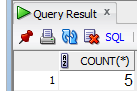 Query Result ×
SQL
COUNT(*)
1 5